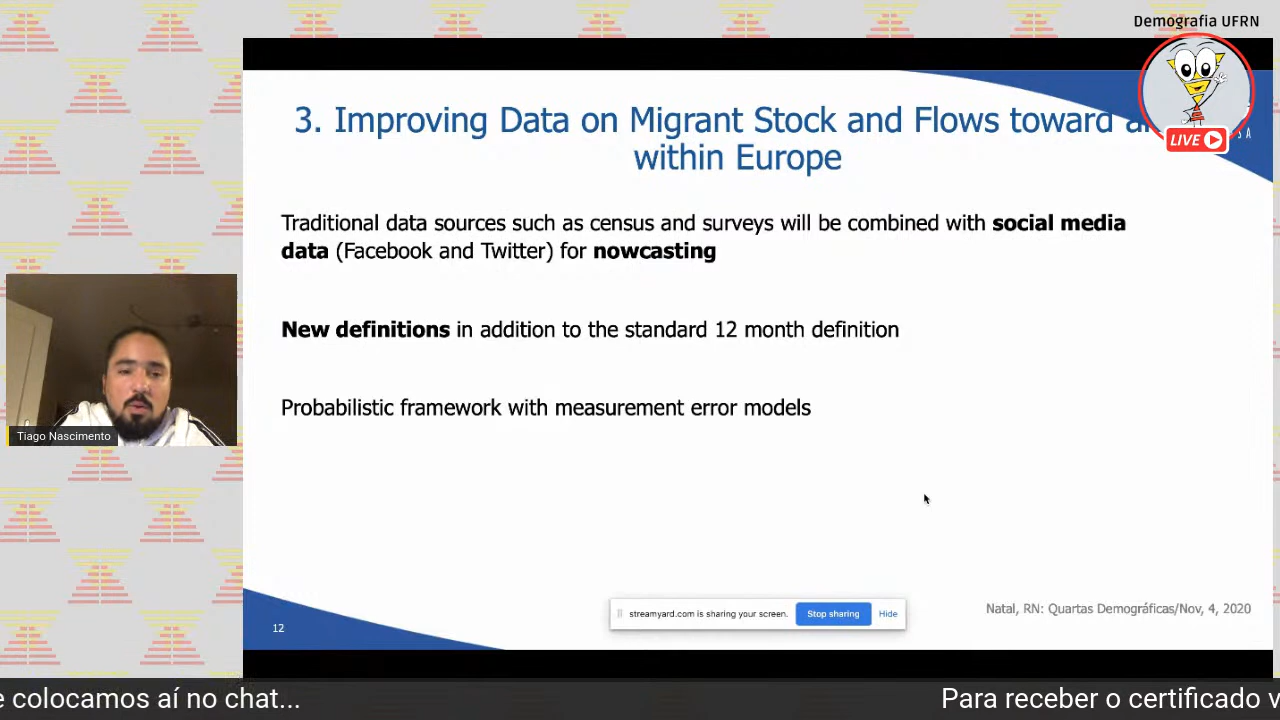 Demografia UFRN
LIVE
S A
3. Improving Data on Migrant Stock and Flows toward
within Europe
Traditional data sources such as census and surveys will be combined with social media
data (Facebook and Twitter) for nowcasting
New definitions in addition to the standard 12 month definition
Probabilistic framework with measurement error models
Tiago Nascimento
Natal, RN: Quartas Demográficas/Nov, 4, 2020
streamyard.com is sharing your screen. Stop sharing Hide
12
e colocamos aí no chat... Para receber o certificado v